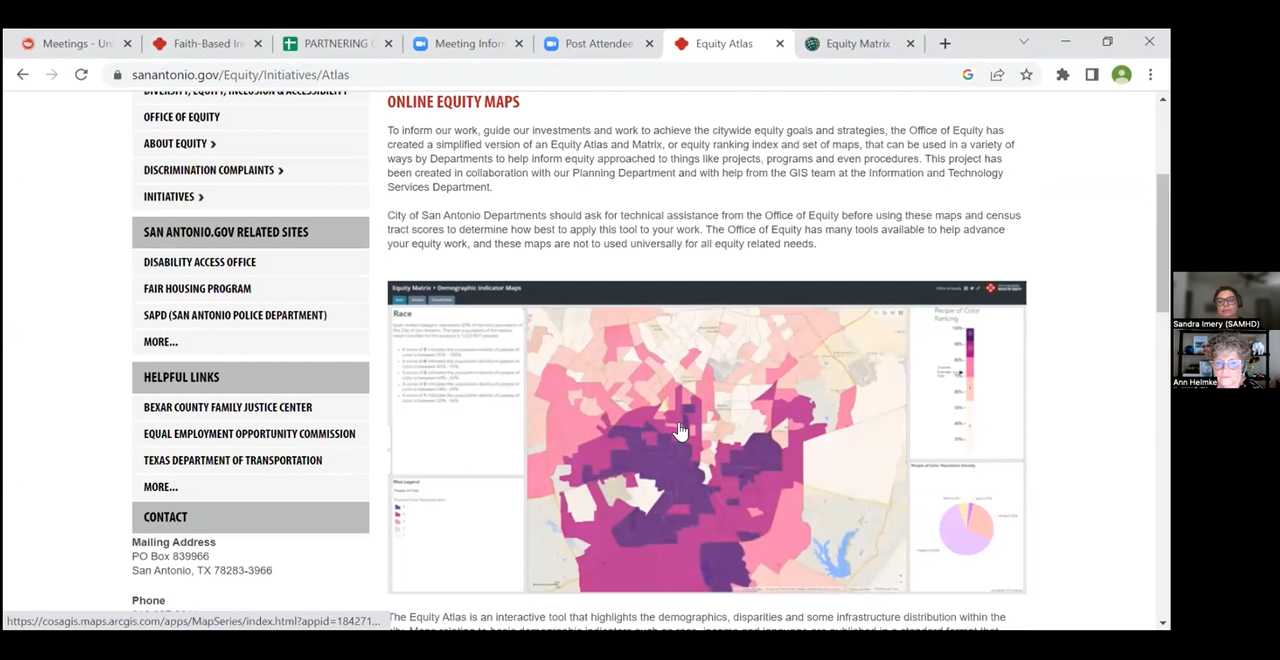 Meetings - Uni
Faith-Based In
PARTNERING C
Meeting Inforn
Post Attendee
Equity Atlas
Equity Matrix
sanantonio.gov/Equity/Initiatives/Atlas
DIVERSITY, EQUITY, INCLUSION & ACCESSIBILITY
OFFICE OF EQUITY
ABOUT EQUITY >
DISCRIMINATION COMPLAINTS >
INITIATIVES >
SAN ANTONIO.GOV RELATED SITES
DISABILITY ACCESS OFFICE
FAIR HOUSING PROGRAM
SAPD (SAN ANTONIO POLICE DEPARTMENT)
MORE...
HELPFUL LINKS
BEXAR COUNTY FAMILY JUSTICE CENTER
EQUAL EMPLOYMENT OPPORTUNITY COMMISSION
TEXAS DEPARTMENT OF TRANSPORTATION
MORE...
CONTACT
Mailing Address
PO Box 839966
San Antonio, TX 78283-3966
Phone
https://cosagis.maps.arcgis.com/apps/MapSeries/index.html?appid=184271...
ONLINE EQUITY MAPS
To inform our work, guide our investments and work to achieve the citywide equity goals and strategies, the Office of Equity has
created a simplified version of an Equity Atlas and Matrix, or equity ranking index and set of maps, that can be used in a variety of
ways by Departments to help inform equity approached to things like projects, programs and even procedures. This project has
been created in collaboration with our Planning Department and with help from the GIS team at the Information and Technology
Services Department.
City of San Antonio Departments should ask for technical assistance from the Office of Equity before using these maps and census
tract scores to determine how best to apply this tool to your work. The Office of Equity has many tools available to help advance
your equity work, and these maps are not to used universally for all equity related needs.
Equity Matrix + Demographic Indicator Maps
Race
People of Color
Ranking
Map Legend
People of Color
People of Color Population Density
The Equity Atlas is an interactive tool that highlights the demographics, disparities and some infrastructure distribution within the
Sandra Imery (SAMHD)
Ann Helmke